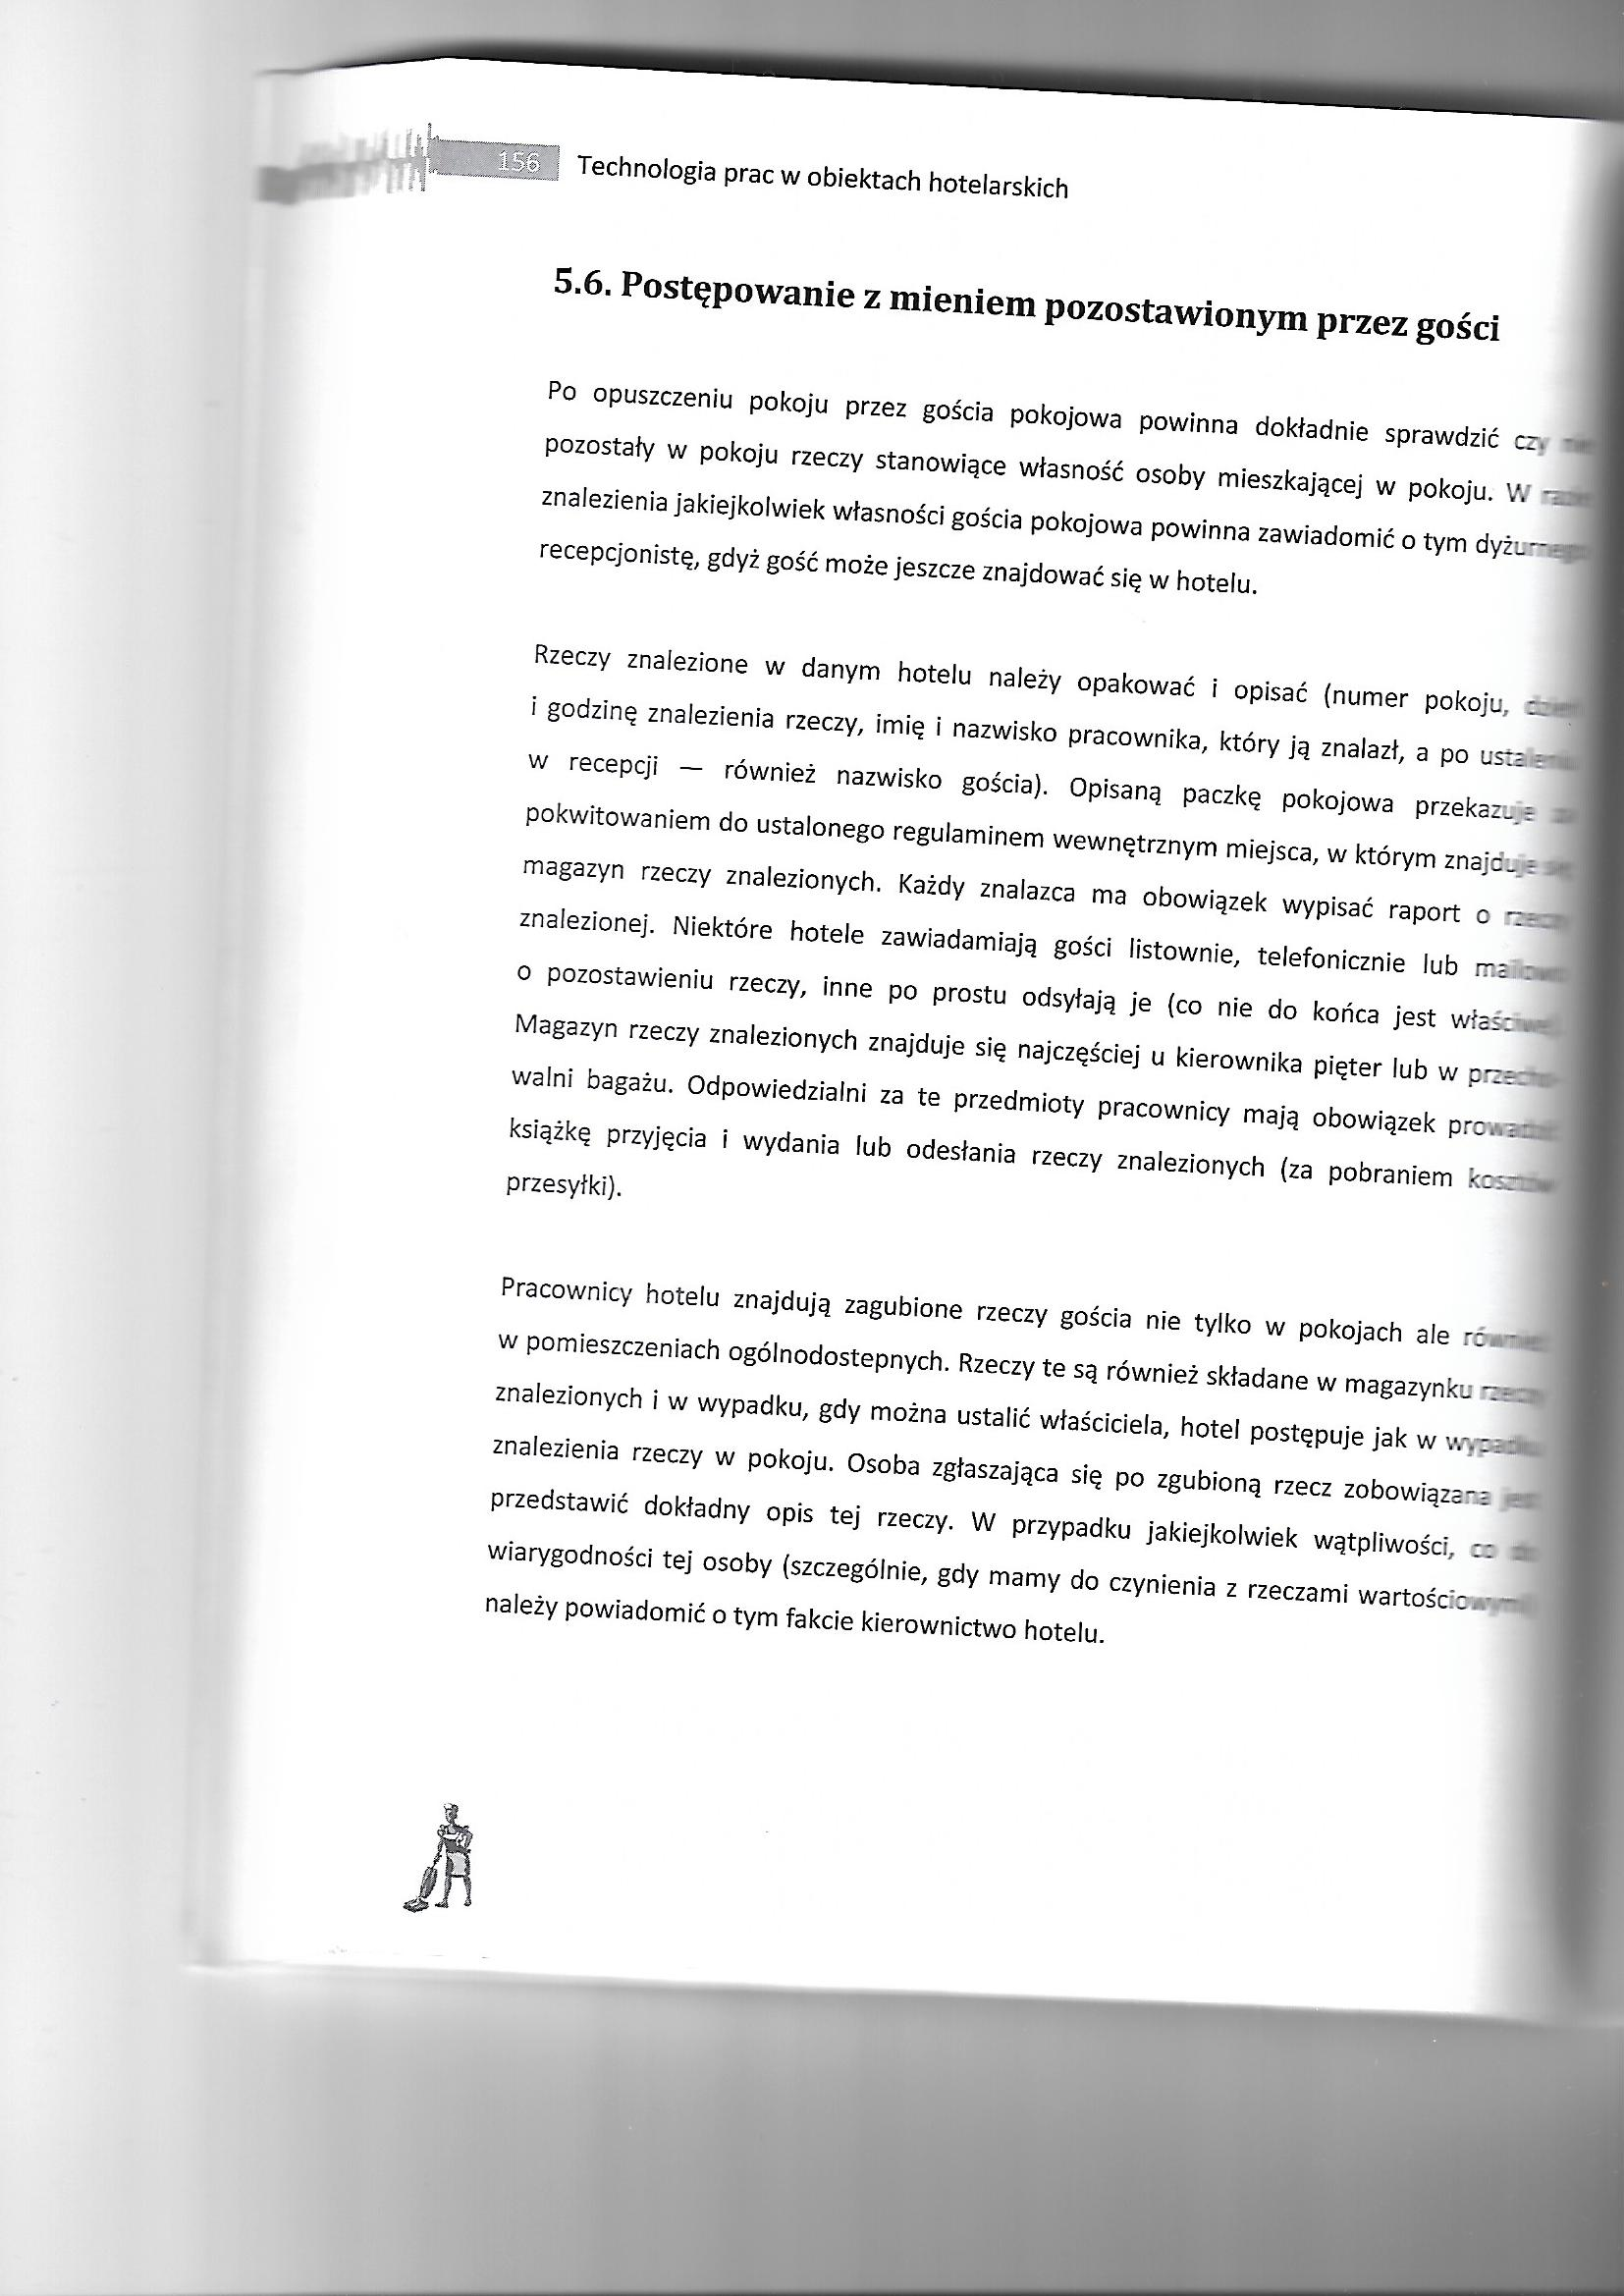 156 Technologia prac w obiektach hotelarskich
5.6. Postępowanie z mieniem pozostawionym przez gości
Po opuszczeniu pokoju przez gościa pokojowa powinna dokładnie sprawdzić czy
pozostały w pokoju rzeczy stanowiące własność osoby mieszkającej w pokoju. W
znalezienia jakiejkolwiek własności gościa pokojowa powinna zawiadomić o tym dyżurnego
recepcjonistę, gdyż gość może jeszcze znajdować się w hotelu.
Rzeczy znalezione w danym hotelu należy opakować i opisać (numer pokoju,
i godzinę znalezienia rzeczy, imię i nazwisko pracownika, który ją znalazł, a po ustaleniu
w recepcji — również nazwisko gościa). Opisaną paczkę pokojowa przekazuje
pokwitowaniem do ustalonego regulaminem wewnętrznym miejsca, w którym znajduje
magazyn rzeczy znalezionych. Każdy znalazca ma obowiązek wypisać raport o
znalezionej. Niektóre hotele zawiadamiają gości listownie, telefonicznie lub mailowo
o pozostawieniu rzeczy, inne po prostu odsyłają je (co nie do końca jest właściwe).
Magazyn rzeczy znalezionych znajduje się najczęściej u kierownika pięter lub w przecho-
walni bagażu. Odpowiedzialni za te przedmioty pracownicy mają obowiązek prowadzić
książkę przyjęcia i wydania lub odesłania rzeczy znalezionych (za pobraniem kosztów
przesyłki).
Pracownicy hotelu znajdują zagubione rzeczy gościa nie tylko w pokojach ale również
w pomieszczeniach ogólnodostepnych. Rzeczy te są również składane w magazynku
znalezionych i w wypadku, gdy można ustalić właściciela, hotel postępuje jak w wypadku
znalezienia rzeczy w pokoju. Osoba zgłaszająca się po zgubioną rzecz zobowiązana jest
przedstawić dokładny opis tej rzeczy. W przypadku jakiejkolwiek wątpliwości, co do
wiarygodności tej osoby (szczególnie, gdy mamy do czynienia z rzeczami wartościowymi)
należy powiadomić o tym fakcie kierownictwo hotelu.